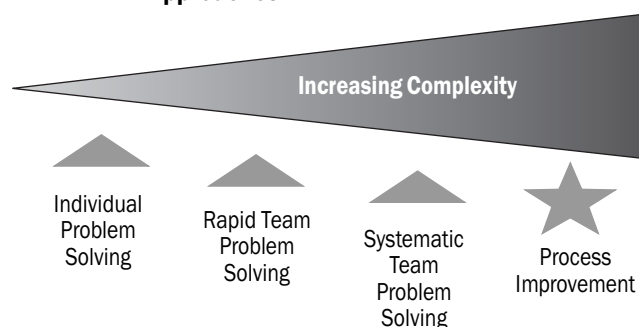 Increasing Complexity
Individual
Problem
Solving
Rapid Team
Problem
Solving
Systematic
Team
Problem
Solving
Process
Improvement